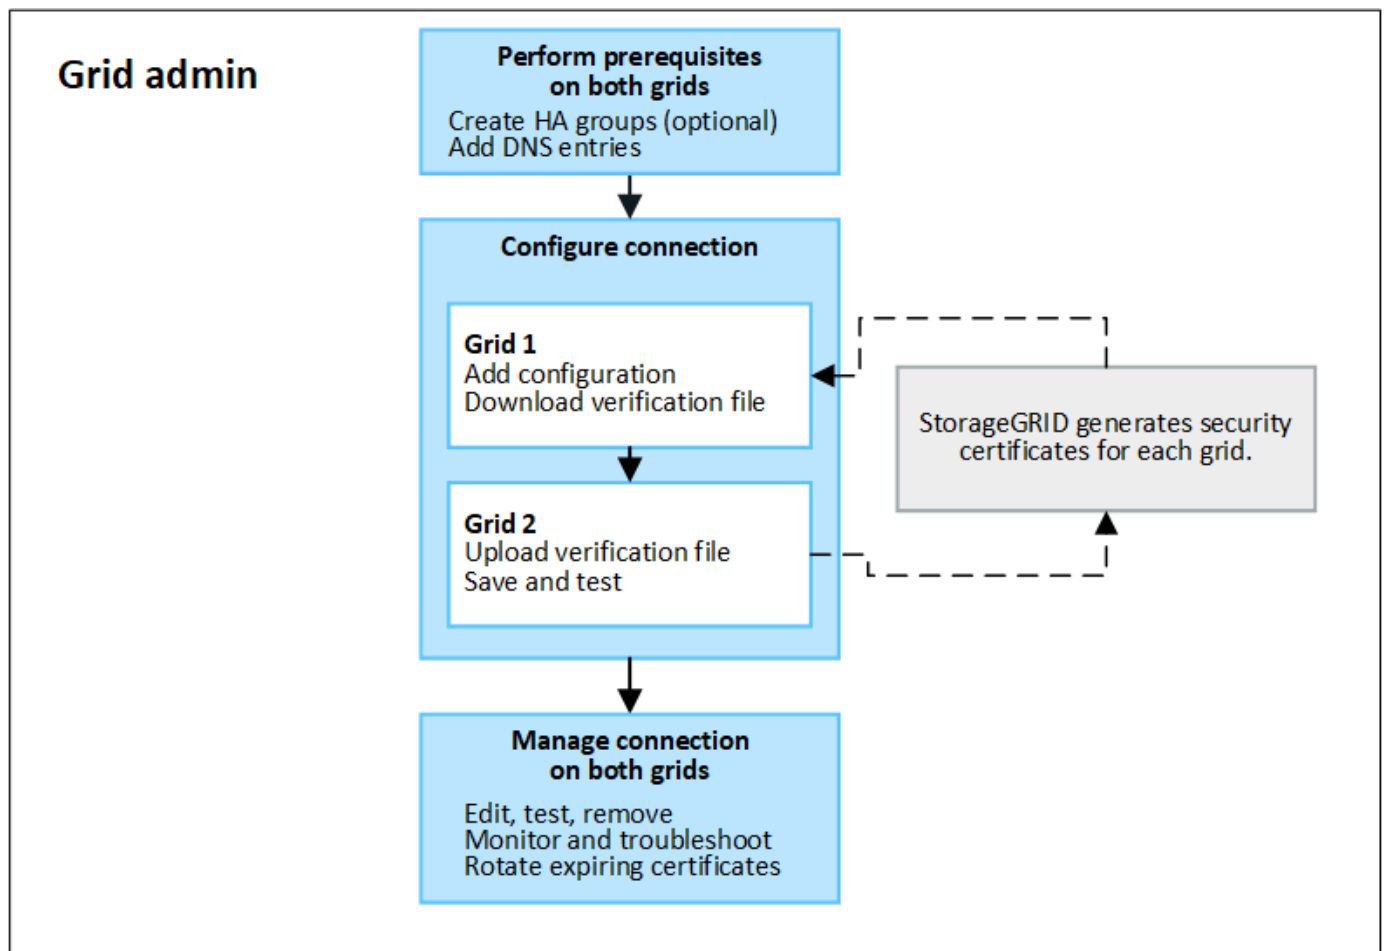 Grid admin
Perform prerequisites
on both grids
Create HA groups (optional)
Add DNS entries
Configure connection
Grid 1
Add configuration
Download verification file
StorageGRID generates security
certificates for each grid.
Grid 2
Upload verification file
Save and test
Manage connection
on both grids
Edit, test, remove
Monitor and troubleshoot
Rotate expiring certificates